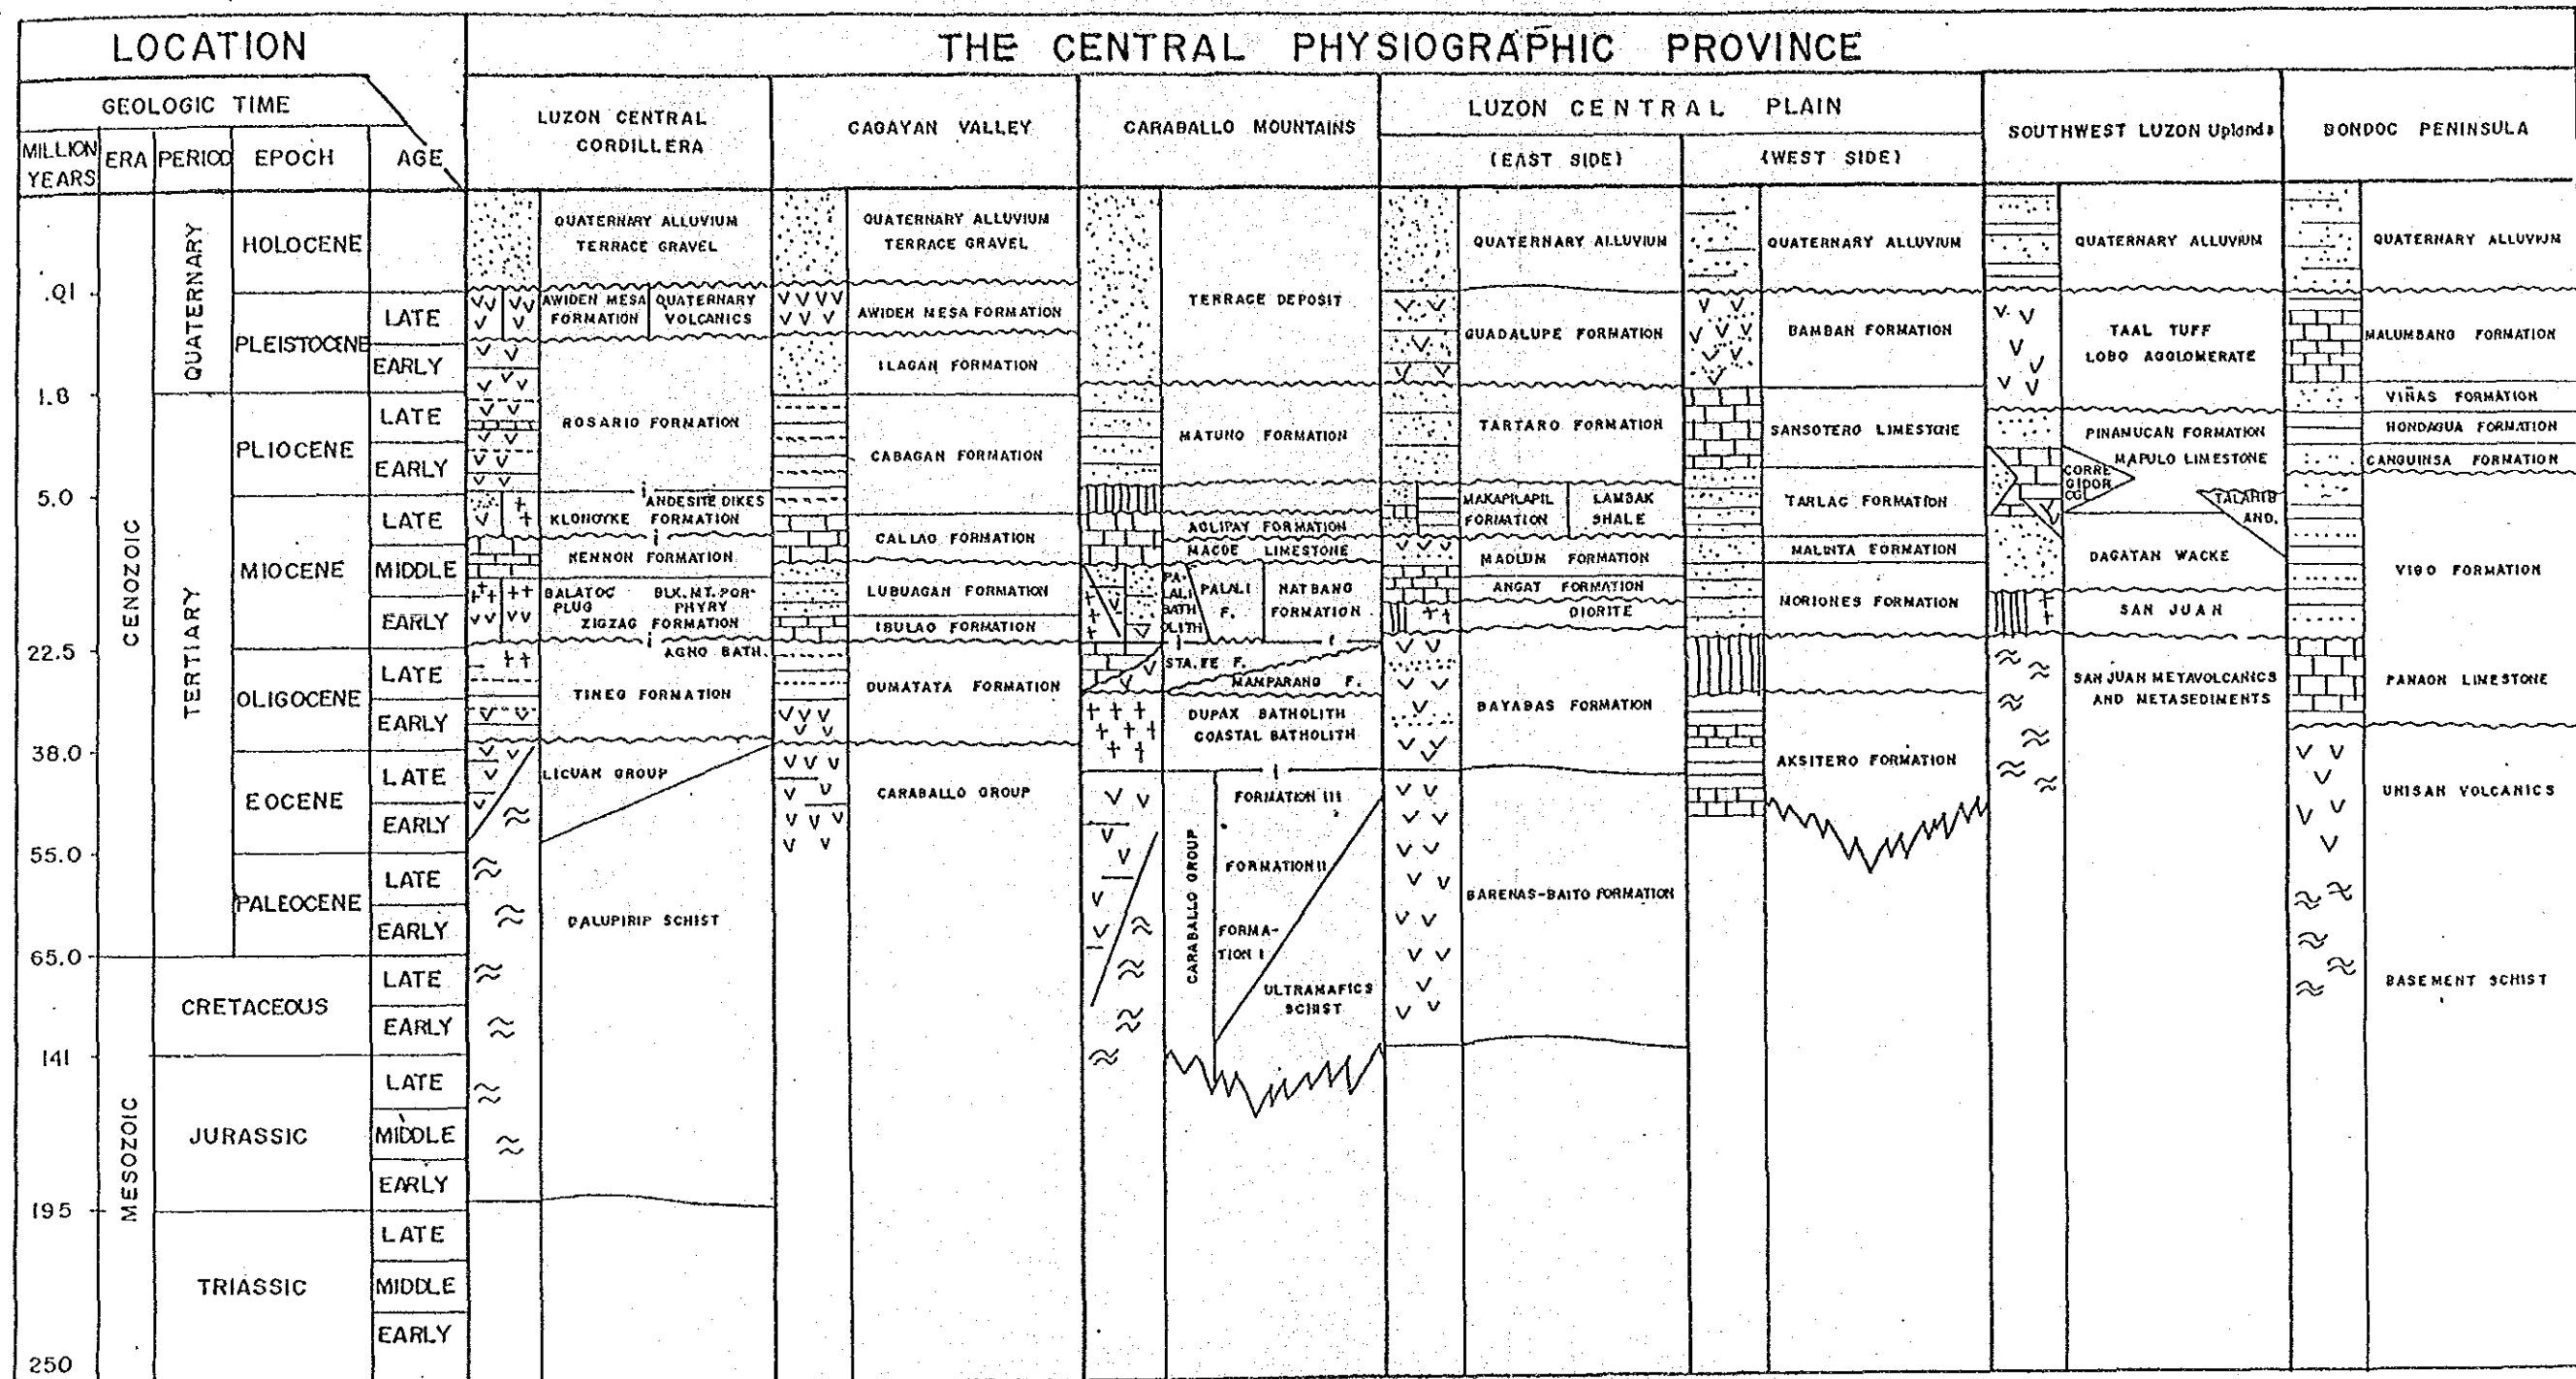 LOCATION
THE CENTRAL PHYSIOGRAPHIC PROVINCE
GEOLOGIC TIME
MILLION YEARS
ERA
PERIOD
EPOCH
AGE
LUZON CENTRAL
CORDILLERA
CAGAYAN VALLEY
CARABALLO MOUNTAINS
LUZON CENTRAL PLAIN
(EAST SIDE)
(WEST SIDE)
SOUTHWEST LUZON Uplands
BONDOC PENINSULA
.01
1.8
5.0
22.5
38.0
55.0
65.0
141
195
250
CENOZOIC
MESOZOIC
QUATERNARY
TERTIARY
CRETACEOUS
JURASSIC
TRIASSIC
HOLOCENE
PLEISTOCENE
PLIOCENE
MIOCENE
OLIGOCENE
EOCENE
PALEOCENE
LATE
EARLY
LATE
EARLY
LATE
MIDDLE
EARLY
LATE
EARLY
LATE
EARLY
LATE
EARLY
LATE
EARLY
LATE
MIDDLE
EARLY
LATE
MIDDLE
EARLY
QUATERNARY ALLUVIUM
TERRACE GRAVEL
AWIDEN MESA
FORMATION
QUATERNARY
VOLCANICS
ROSARIO FORMATION
ANDESITE DIKES
KLONDYKE FORMATION
KENNON FORMATION
BALATOC
PLUG
BLK. MT. POR-
PHYRY
ZIGZAG FORMATION
AGNO BATH.
TINEG FORMATION
LICUAN GROUP
DALUPIRIP SCHIST
QUATERNARY ALLUVIUM
TERRACE GRAVEL
AWIDEN MESA FORMATION
ILAGAN FORMATION
CABAGAN FORMATION
CALLAO FORMATION
LUBUAGAN FORMATION
IBULAO FORMATION
DUMATATA FORMATION
CARABALLO GROUP
TERRACE DEPOSIT
MATUNO FORMATION
AGLIPAY FORMATION
MACDE LIMESTONE
PA-
LALI
BATH
OLITH
PALALI
F.
NATBANG
FORMATION
STA. FE F.
MAMPARANG F.
DUPAX BATHOLITH
COASTAL BATHOLITH
CARABALLO GROUP
FORMATION III
FORMATION II
FORMA-
TION I
ULTRAMAFICS
SCHIST
QUATERNARY ALLUVIUM
GUADALUPE FORMATION
TARTARO FORMATION
MAKAPILAPIL
FORMATION
LAMBAK
SHALE
MADLUM FORMATION
ANGAT FORMATION
DIORITE
BAYABAS FORMATION
BARENAS-BAITO FORMATION
QUATERNARY ALLUVIUM
BAMBAN FORMATION
SANSOTERO LIMESTONE
TARLAC FORMATION
MALINTA FORMATION
MORIONES FORMATION
AKSITERO FORMATION
QUATERNARY ALLUVIUM
TAAL TUFF
LOBO AGGLOMERATE
PINAMUCAN FORMATION
MAPULO LIMESTONE
CORRE
GIDOR
CGL
TALAHIB
AND.
DAGATAN WACKE
SAN JUAN
SAN JUAN METAVOLCANICS
AND METASEDIMENTS
QUATERNARY ALLUVIUM
MALUMBANG FORMATION
VIÑAS FORMATION
HONDAGUA FORMATION
CANGUINSA FORMATION
VIGO FORMATION
PANAON LIMESTONE
UNISAN VOLCANICS
BASEMENT SCHIST